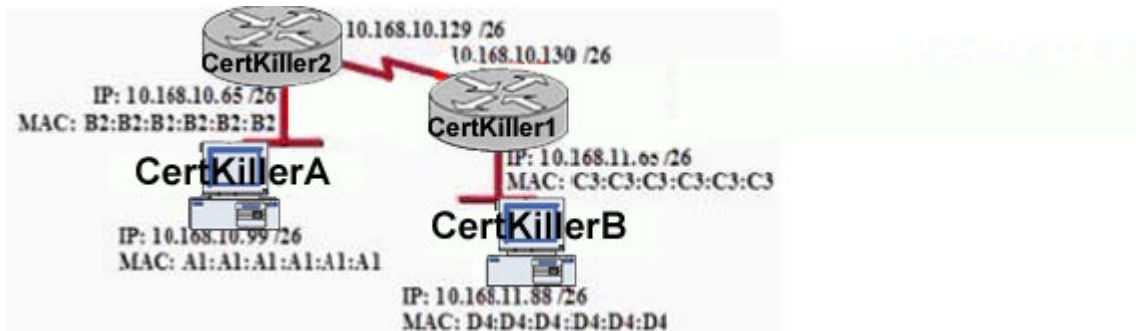 10.168.10.129 /26
CertKiller2
10.168.10.130 /26
IP: 10.168.10.65 /26
MAC: B2:B2:B2:B2:B2:B2
CertKiller1
CertKillerA
IP: 10.168.11.65 /26
MAC: C3:C3:C3:C3:C3:C3
CertKillerB
IP: 10.168.10.99 /26
MAC: A1:A1:A1:A1:A1:A1
IP: 10.168.11.88 /26
MAC: D4:D4:D4:D4:D4:D4